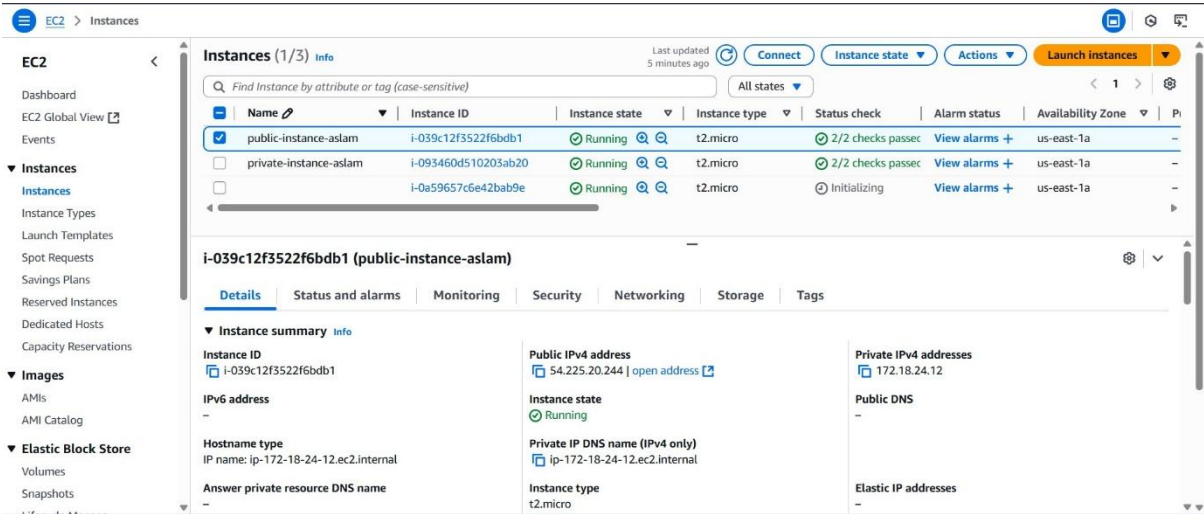 EC2 > Instances
EC2
Dashboard
EC2 Global View
Events
Instances
Instances
Instance Types
Launch Templates
Spot Requests
Savings Plans
Reserved Instances
Dedicated Hosts
Capacity Reservations
Images
AMIs
AMI Catalog
Elastic Block Store
Volumes
Snapshots
Instances (1/3) Info
Last updated
5 minutes ago
Connect Instance state Actions Launch instances
Find Instance by attribute or tag (case-sensitive) All states 1
Name Instance ID Instance state Instance type Status check Alarm status Availability Zone
public-instance-aslam i-039c12f3522f6bdb1 Running t2.micro 2/2 checks passed View alarms + us-east-1a –
private-instance-aslam i-093460d510203ab20 Running t2.micro 2/2 checks passed View alarms + us-east-1a –
i-0a59657c6e42bab9e Running t2.micro Initializing View alarms + us-east-1a –
i-039c12f3522f6bdb1 (public-instance-aslam)
Details Status and alarms Monitoring Security Networking Storage Tags
Instance summary Info
Instance ID Public IPv4 address Private IPv4 addresses
i-039c12f3522f6bdb1 54.225.20.244 | open address 172.18.24.12
IPv6 address Instance state Public DNS
– Running –
Hostname type Private IP DNS name (IPv4 only)
IP name: ip-172-18-24-12.ec2.internal ip-172-18-24-12.ec2.internal
Answer private resource DNS name Instance type Elastic IP addresses
– t2.micro –